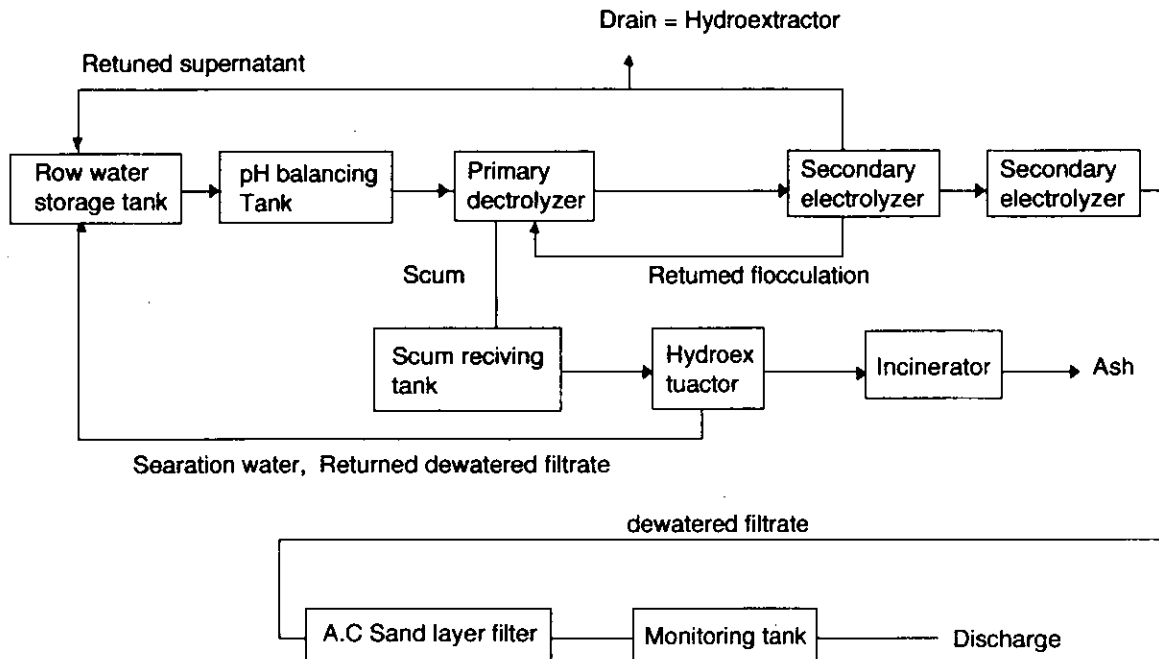 Drain = Hydroextractor
Retuned supernatant
Row water
storage tank
pH balancing
Tank
Primary
dectrolyzer
Secondary
electrolyzer
Secondary
electrolyzer
Scum
Retumed flocculation
Scum reciving
tank
Hydroex
tuactor
Incinerator
Ash
Searation water, Returned dewatered filtrate
dewatered filtrate
A.C Sand layer filter
Monitoring tank
Discharge